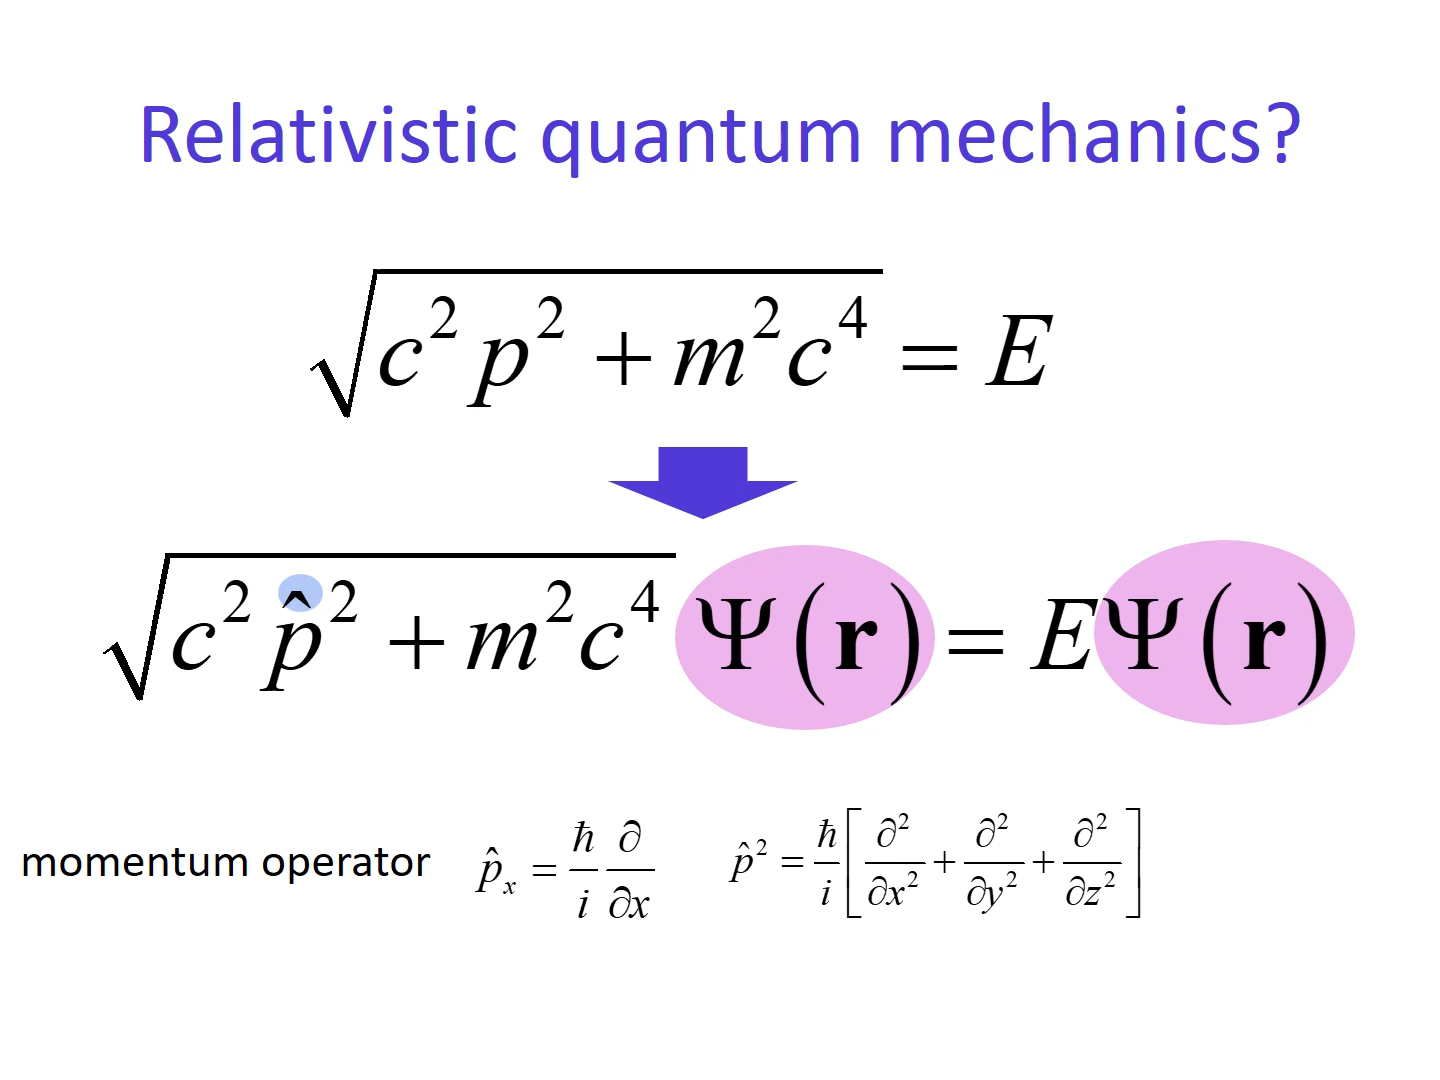 Relativistic quantum mechanics?
√(c²p² + m²c⁴) = E
√(c²p̂² + m²c⁴) Ψ(𝐫) = EΨ(𝐫)
momentum operator p̂ₓ = ħ/i ∂/∂x p̂² = ħ/i [∂²/∂x² + ∂²/∂y² + ∂²/∂z²]